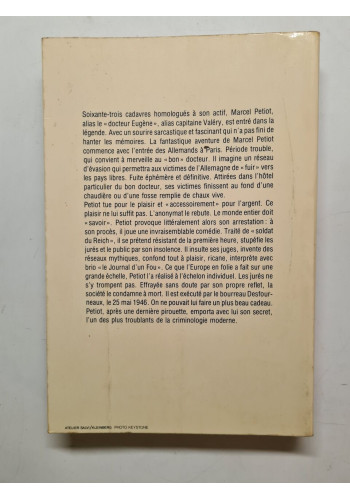 Soixante-trois cadavres homologués à son actif, Marcel Petiot,
alias le « docteur Eugène », alias capitaine Valéry, est entré dans la
légende. Avec un sourire sarcastique et fascinant qui n'a pas fini de
hanter les mémoires. La fantastique aventure de Marcel Petiot
commence avec l'entrée des Allemands à Paris. Période trouble,
qui convient à merveille au « bon » docteur. Il imagine un réseau
d'évasion qui permettra aux victimes de l'Allemagne de « fuir » vers
les pays libres. Fuite éphémère et définitive. Attirées dans l'hôtel
particulier du bon docteur, ses victimes finissent au fond d'une
chaudière ou d'une fosse remplie de chaux vive.
Petiot tue pour le plaisir et « accessoirement » pour l'argent. Ce
plaisir ne lui suffit pas. L'anonymat le rebute. Le monde entier doit
« savoir ». Petiot provoque littéralement alors son arrestation : à
son procès, il joue une invraisemblable comédie. Traité de « soldat
du Reich », il se prétend résistant de la première heure, stupéfie les
jurés et le public par son insolence. Il insulte ses juges, invente des
réseaux mythiques, confond tout à plaisir, ricane, interprète avec
brio « le Journal d'un Fou ». Ce que l'Europe en folie a fait sur une
grande échelle, Petiot l'a réalisé à l'échelon individuel. Les jurés ne
s'y trompent pas. Effrayée sans doute par son propre reflet, la
société le condamne à mort. Il est exécuté par le bourreau Desfour-
neaux, le 25 mai 1946. On ne pouvait lui faire un plus beau cadeau.
Petiot, après une dernière pirouette, emporta avec lui son secret,
l'un des plus troublants de la criminologie moderne.
PHOTO KEYSTONE